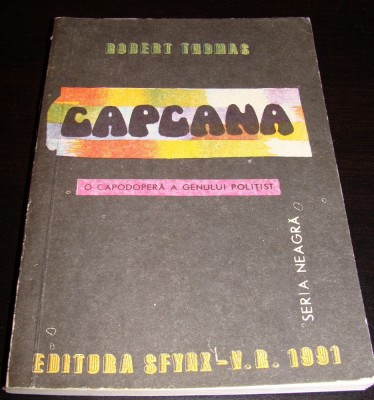 ROBERT THOMAS
CAPCANA
O CAPODOPERĂ A GENULUI POLIȚIST
SERIA NEAGRĂ
EDITURA SFYNX-V.R. 1991